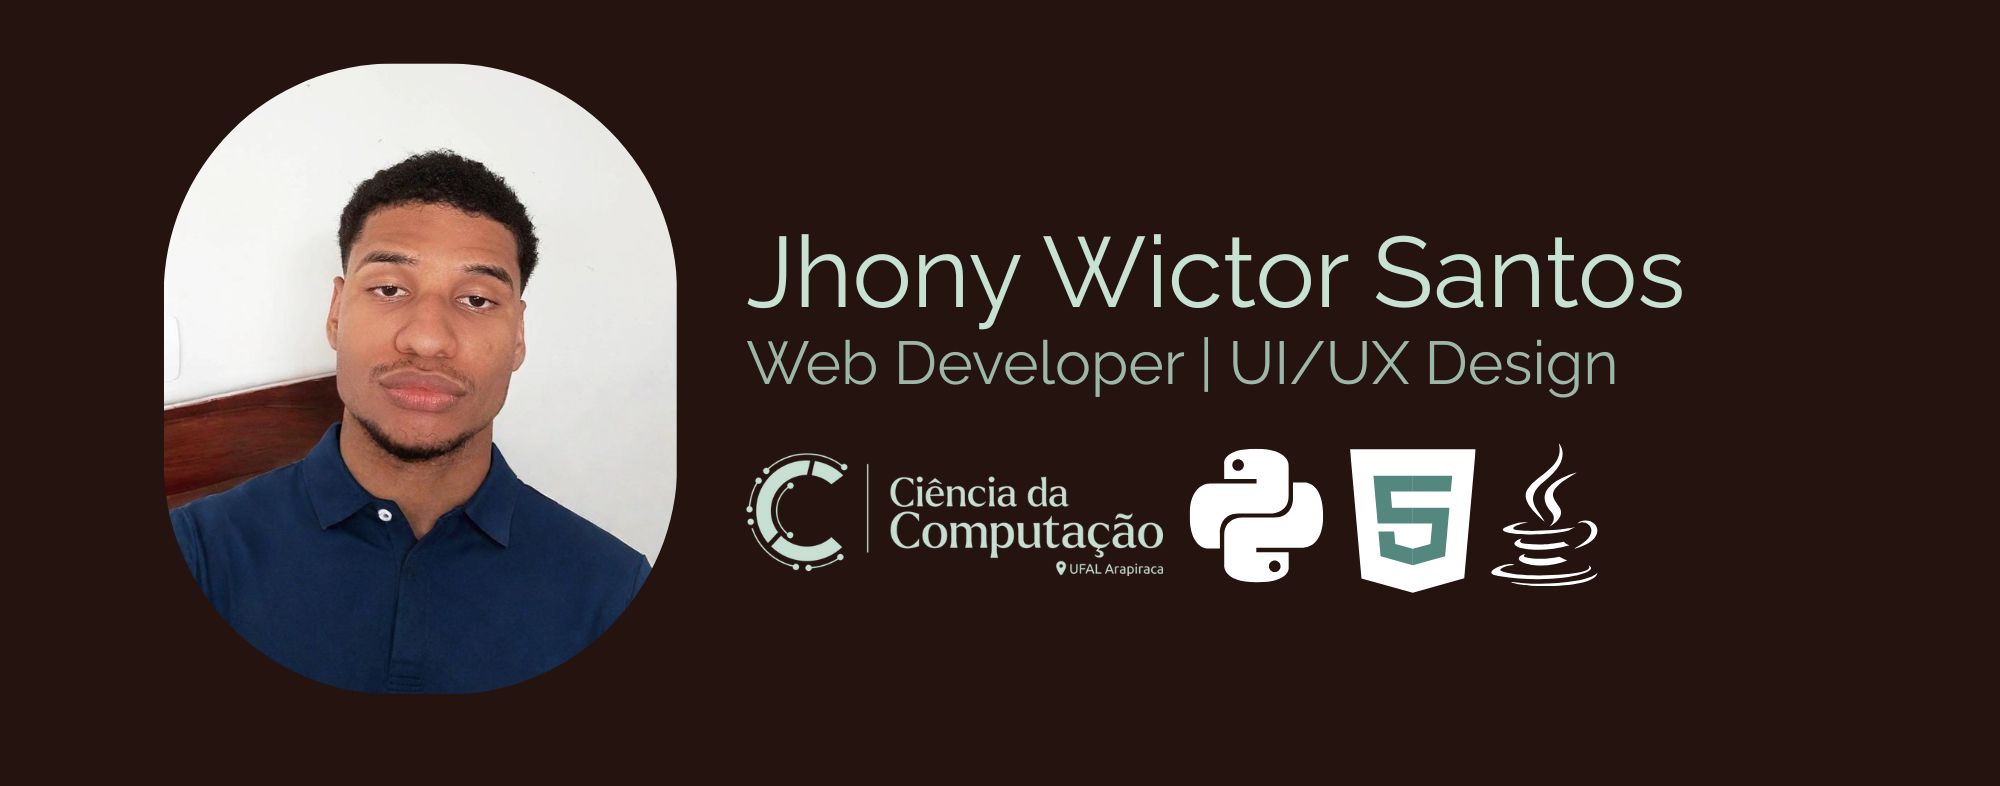 Jhony Wictor Santos
Web Developer | UI/UX Design
Ciência da
Computação
UFAL Arapiraca
5